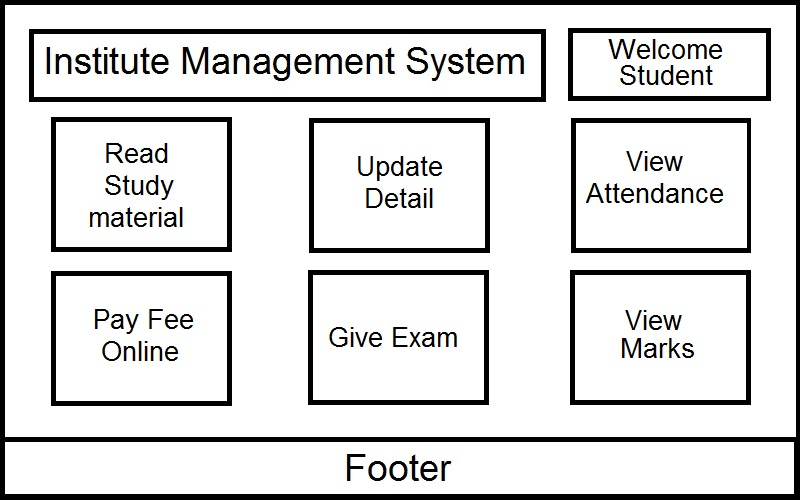 Institute Management System
Welcome
Student
Read
Study
material
Update
Detail
View
Attendance
Pay Fee
Online
Give Exam
View
Marks
Footer